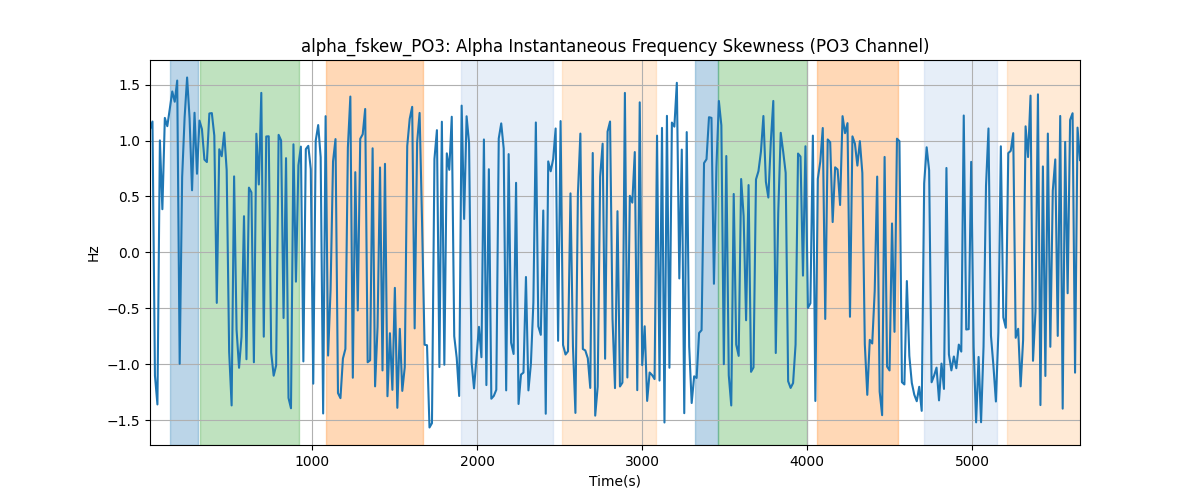 alpha_fskew_PO3: Alpha Instantaneous Frequency Skewness (PO3 Channel)
1.5
1.0
0.5
0.0
−0.5
−1.0
−1.5
Hz
1000 2000 3000 4000 5000
Time(s)